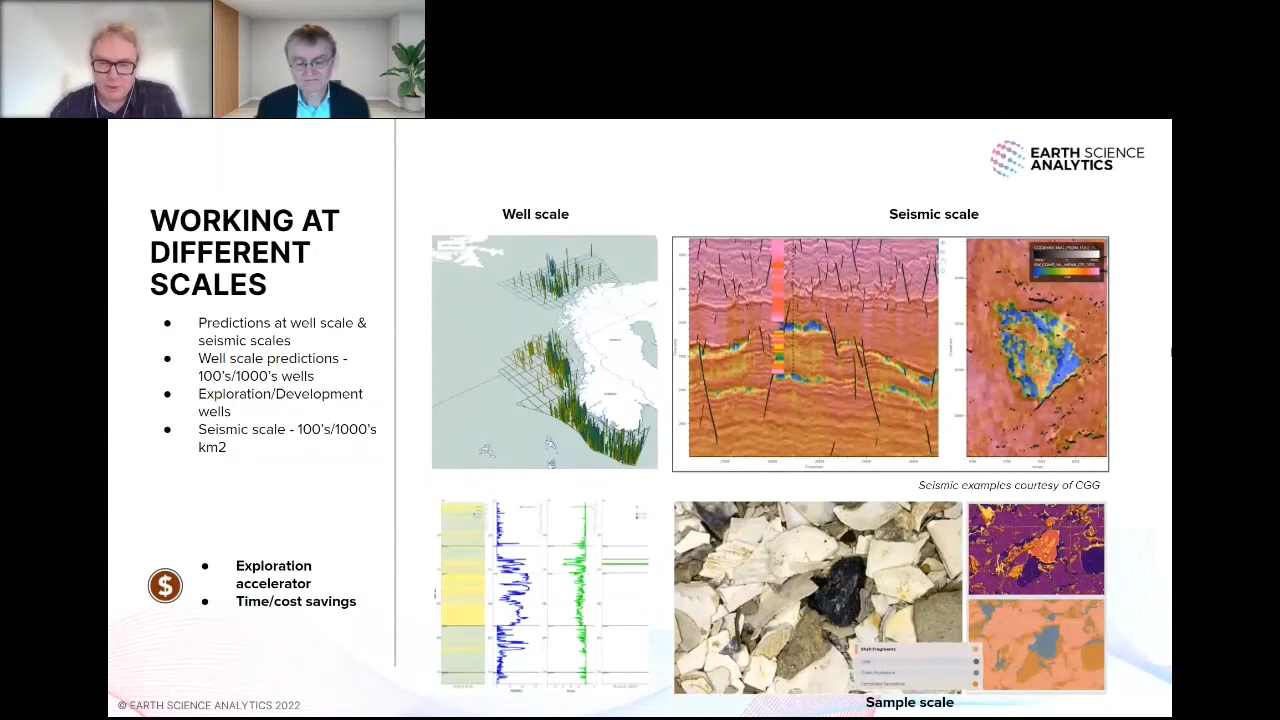 EARTH SCIENCE
ANALYTICS
WORKING AT
DIFFERENT
SCALES
● Predictions at well scale &
seismic scales
● Well scale predictions -
100's/1000's wells
● Exploration/Development
wells
● Seismic scale - 100's/1000's
km2
$
● Exploration
accelerator
● Time/cost savings
Well scale
Seismic scale
Seismic examples courtesy of CGG
Shell Fragments
Sample scale
© EARTH SCIENCE ANALYTICS 2022